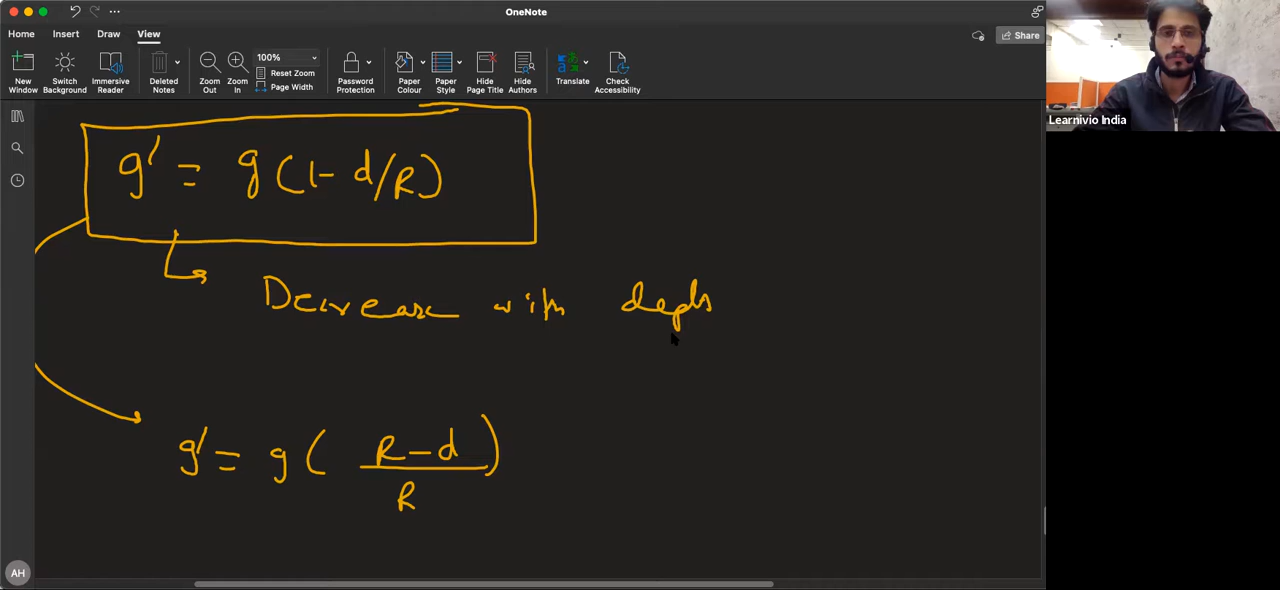 OneNote
Home Insert Draw View
Share
New Window
Switch Background
Immersive Reader
Deleted Notes
Zoom Out
Zoom In
100%
Reset Zoom
Page Width
Password Protection
Paper Colour
Paper Style
Hide Page Title
Hide Authors
Translate
Check Accessibility
Learnivio India
g' = g(1- d/R)
Decrease with depth
g' = g( R-d / R )
AH